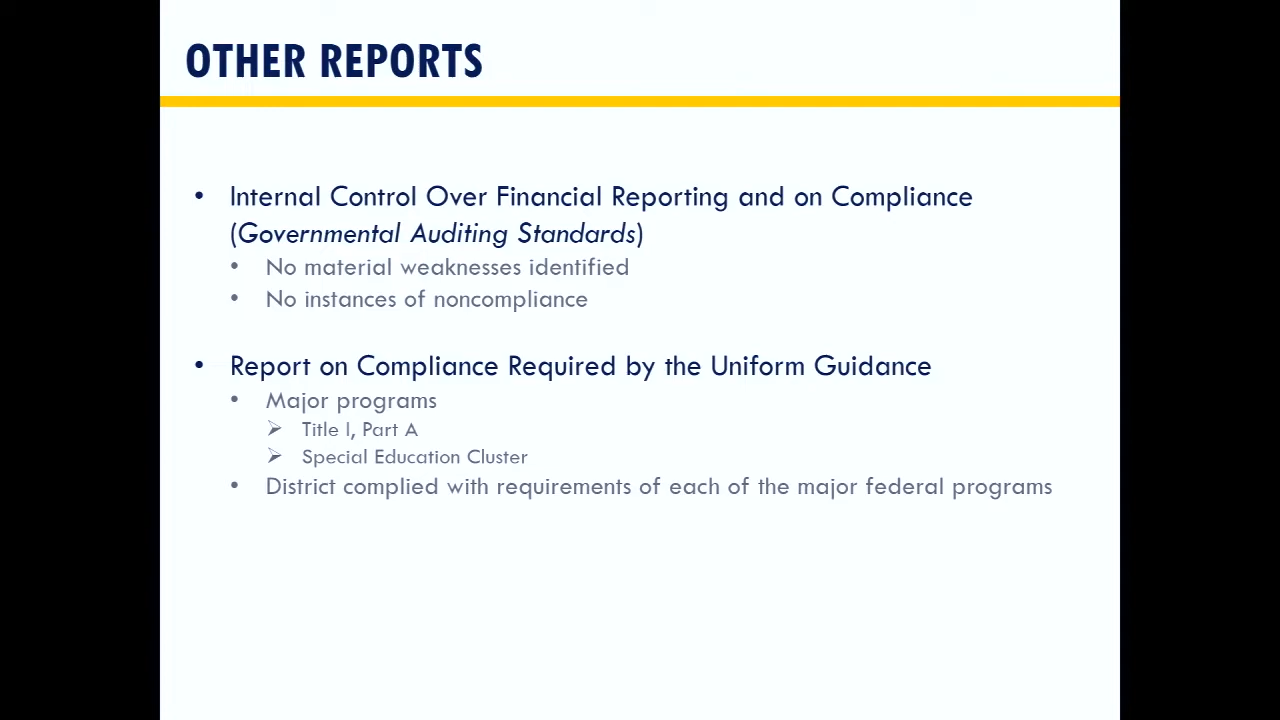 OTHER REPORTS
• Internal Control Over Financial Reporting and on Compliance
(Governmental Auditing Standards)
• No material weaknesses identified
• No instances of noncompliance
• Report on Compliance Required by the Uniform Guidance
• Major programs
➢ Title I, Part A
➢ Special Education Cluster
• District complied with requirements of each of the major federal programs